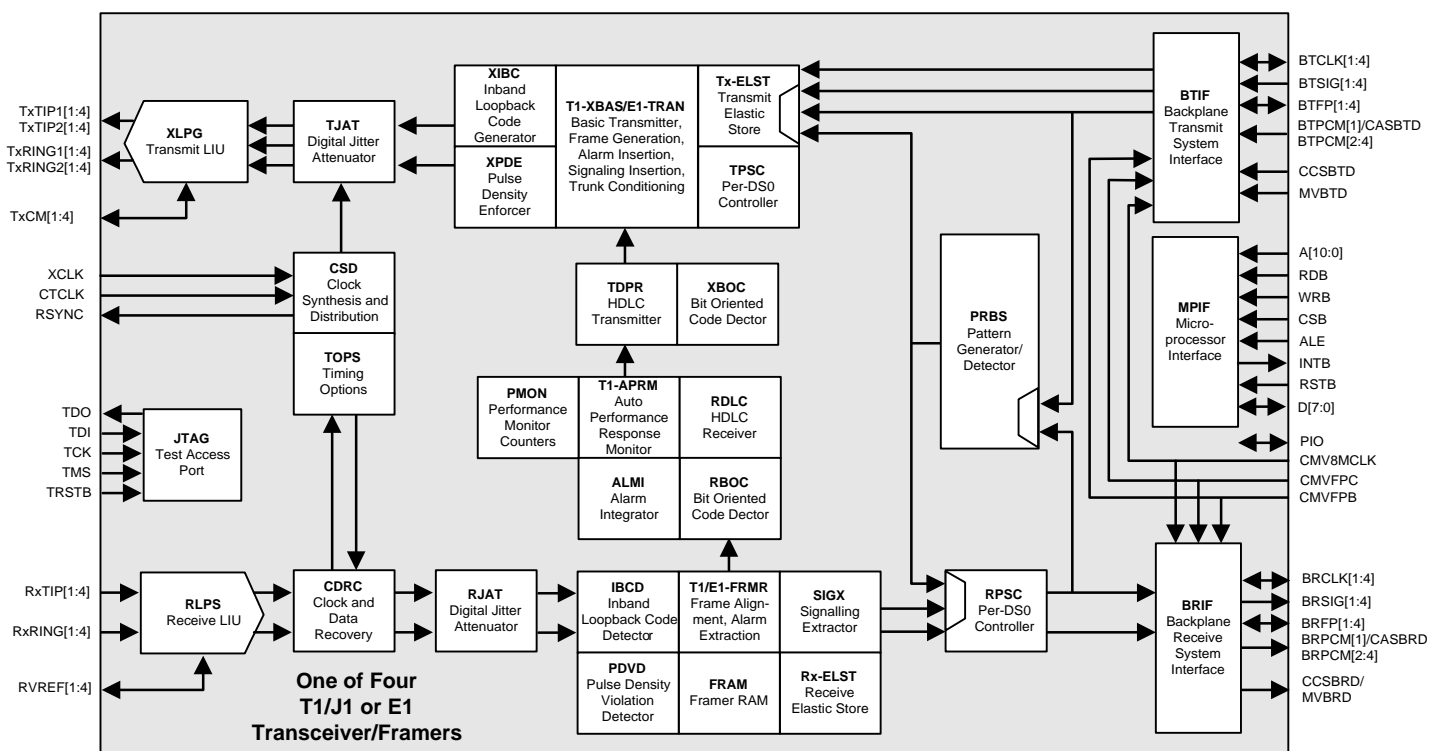 TxTIP1[1:4]
TxTIP2[1:4]
TxRING1[1:4]
TxRING2[1:4]
TxCM[1:4]
XCLK
CTCLK
RSYNC
TDO
TDI
TCK
TMS
TRSTB
RxTIP[1:4]
RxRING[1:4]
RVREF[1:4]
XLPG
Transmit LIU
TJAT
Digital Jitter
Attenuator
XIBC
Inband
Loopback
Code
Generator
XPDE
Pulse
Density
Enforcer
T1-XBAS/E1-TRAN
Basic Transmitter,
Frame Generation,
Alarm Insertion,
Signaling Insertion,
Trunk Conditioning
Tx-ELST
Transmit
Elastic
Store
TPSC
Per-DS0
Controller
BTIF
Backplane
Transmit
System
Interface
CSD
Clock
Synthesis and
Distribution
TOPS
Timing
Options
TDPR
HDLC
Transmitter
XBOC
Bit Oriented
Code Dector
PRBS
Pattern
Generator/
Detector
MPIF
Micro-
processor
Interface
JTAG
Test Access
Port
PMON
Performance
Monitor
Counters
T1-APRM
Auto
Performance
Response
Monitor
RDLC
HDLC
Receiver
ALMI
Alarm
Integrator
RBOC
Bit Oriented
Code Dector
RLPS
Receive LIU
CDRC
Clock and
Data
Recovery
RJAT
Digital Jitter
Attenuator
IBCD
Inband
Loopback Code
Detector
T1/E1-FRMR
Frame Align-
ment, Alarm
Extraction
SIGX
Signalling
Extractor
PDVD
Pulse Density
Violation
Detector
FRAM
Framer RAM
Rx-ELST
Receive
Elastic Store
RPSC
Per-DS0
Controller
BRIF
Backplane
Receive
System
Interface
One of Four
T1/J1 or E1
Transceiver/Framers
BTCLK[1:4]
BTSIG[1:4]
BTFP[1:4]
BTPCM[1]/CASBTD
BTPCM[2:4]
CCSBTD
MVBTD
A[10:0]
RDB
WRB
CSB
ALE
INTB
RSTB
D[7:0]
PIO
CMV8MCLK
CMVFPC
CMVFPB
BRCLK[1:4]
BRSIG[1:4]
BRFP[1:4]
BRPCM[1]/CASBRD
BRPCM[2:4]
CCSBRD/
MVBRD